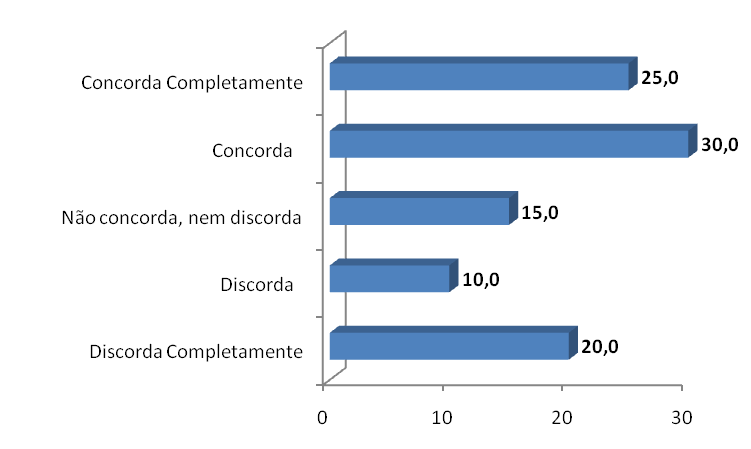 Concorda Completamente 25,0
Concorda 30,0
Não concorda, nem discorda 15,0
Discorda 10,0
Discorda Completamente 20,0
0 10 20 30